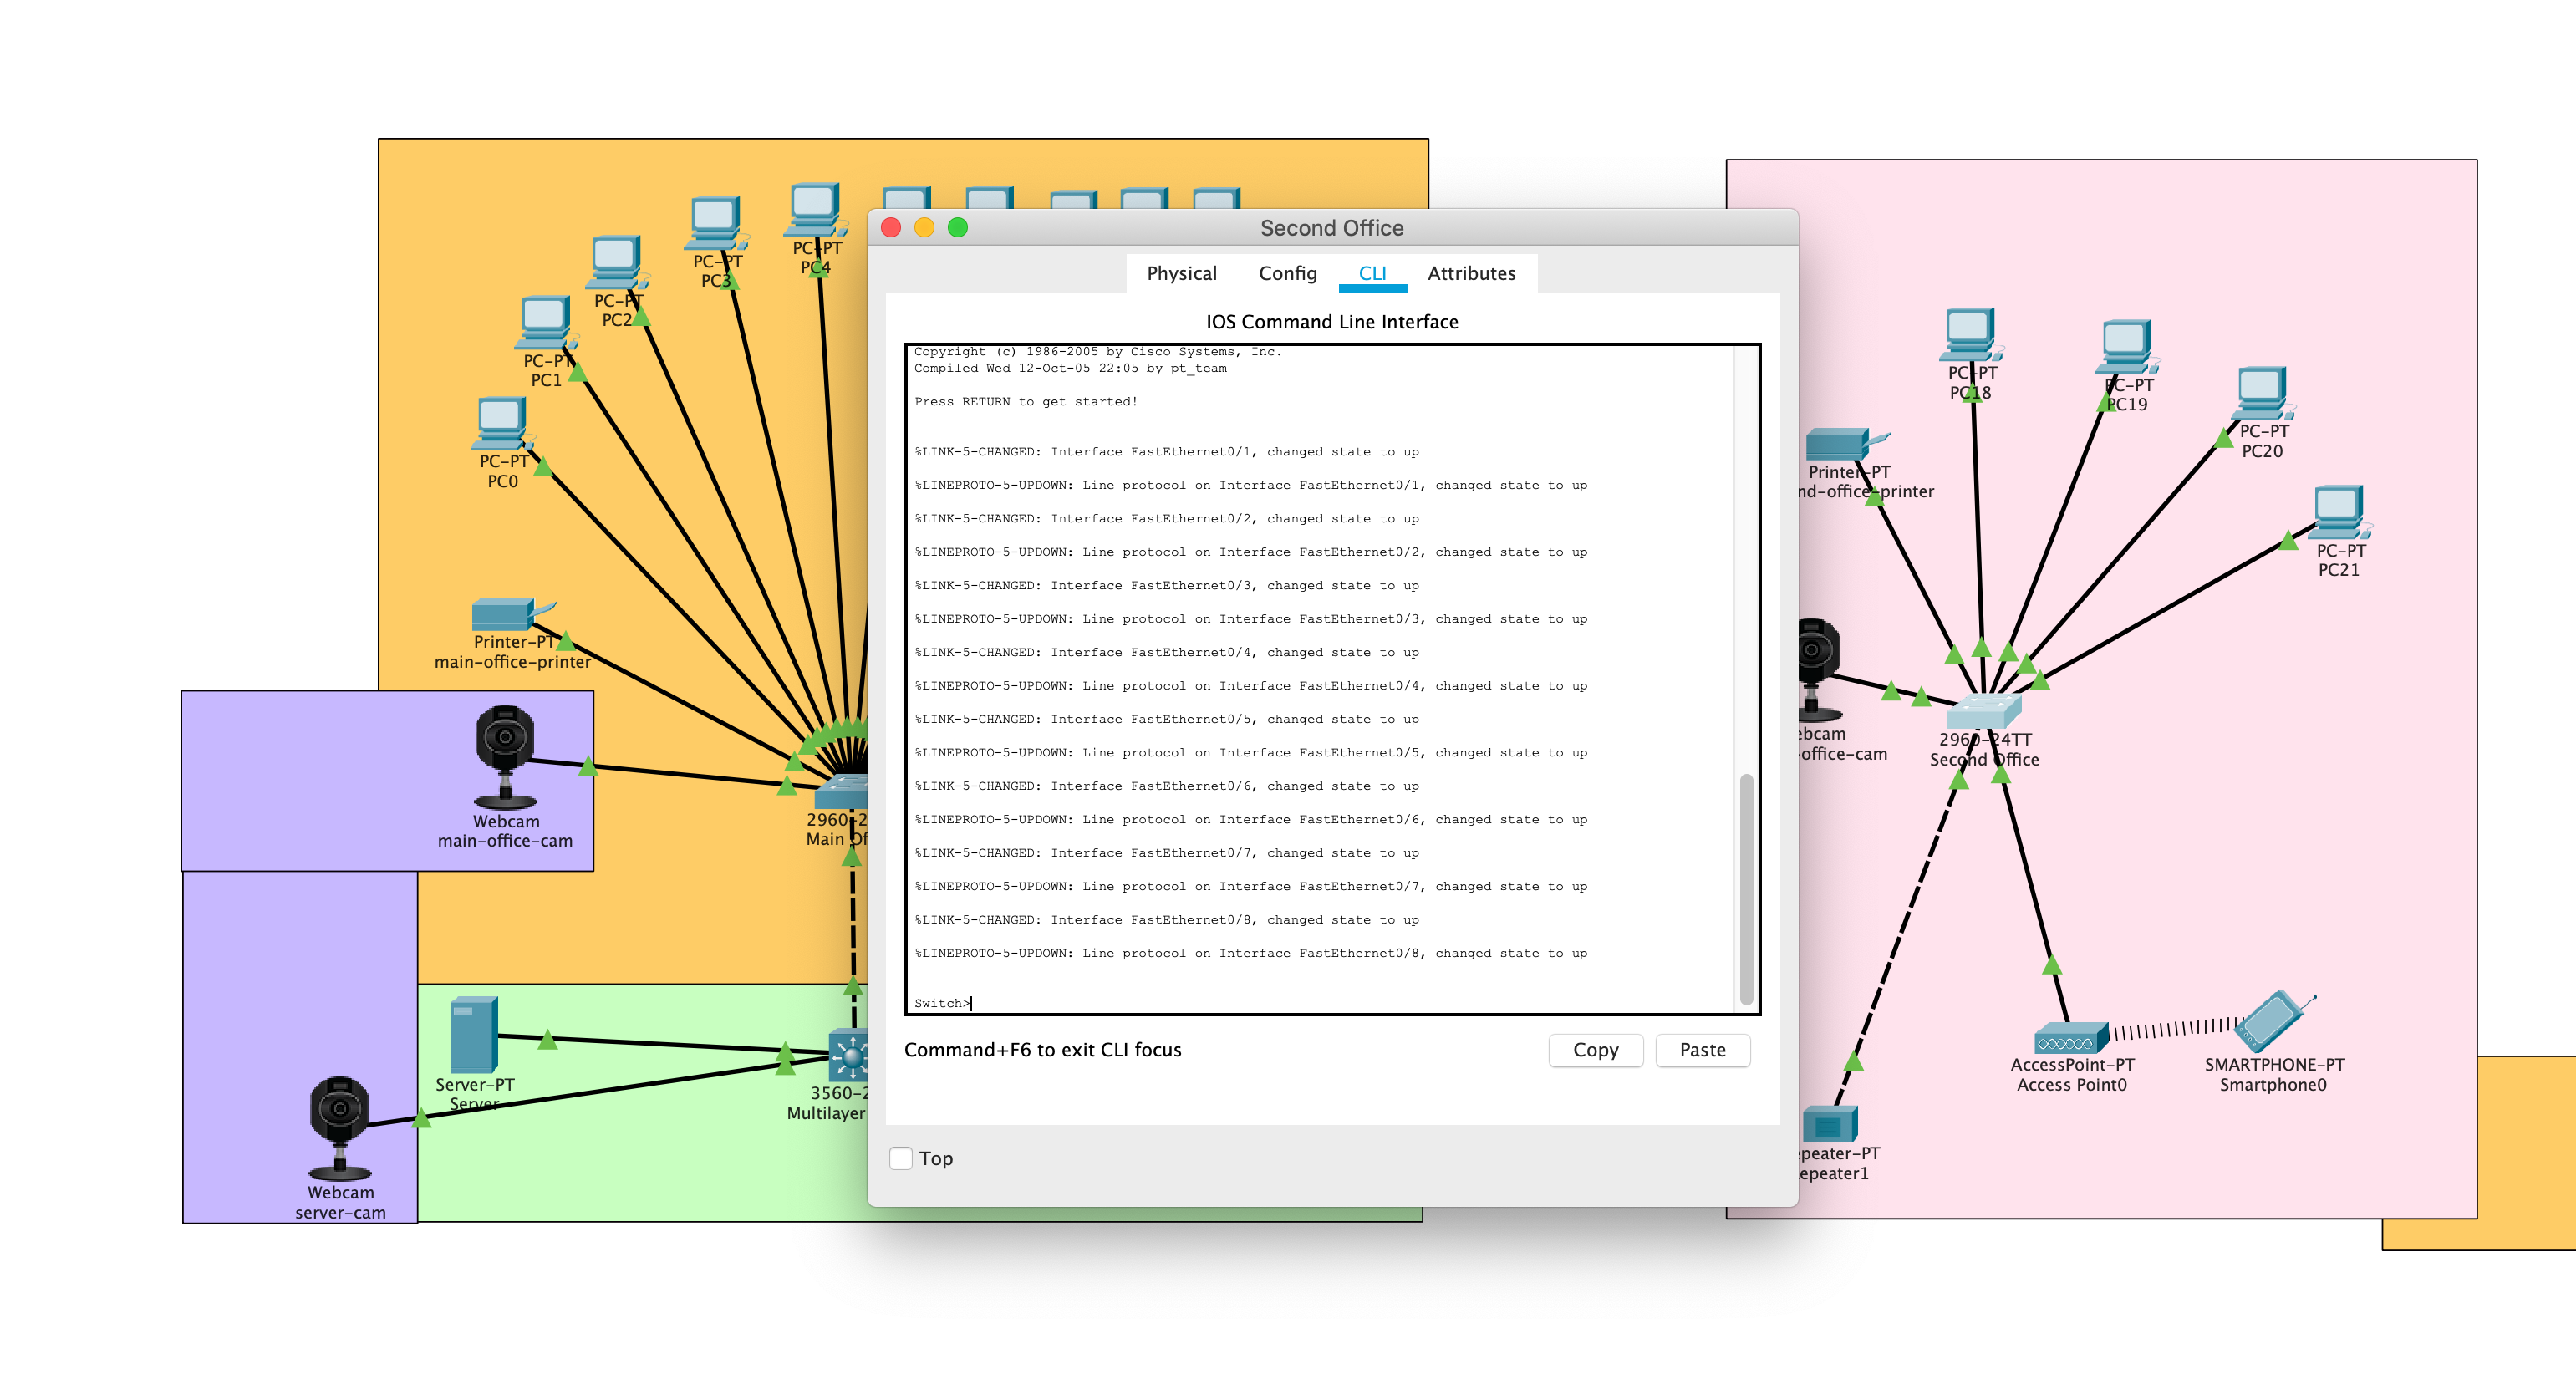 PC-PT
PC0
PC-PT
PC1
PC-PT
PC2
PC-PT
PC3
PC-PT
PC4
Printer-PT
main-office-printer
Webcam
main-office-cam
2960-2
Main Of
Server-PT
Server
3560-2
Multilayer
Webcam
server-cam
Second Office
Physical Config CLI Attributes
IOS Command Line Interface
Copyright (c) 1986-2005 by Cisco Systems, Inc.
Compiled Wed 12-Oct-05 22:05 by pt_team
Press RETURN to get started!
%LINK-5-CHANGED: Interface FastEthernet0/1, changed state to up
%LINEPROTO-5-UPDOWN: Line protocol on Interface FastEthernet0/1, changed state to up
%LINK-5-CHANGED: Interface FastEthernet0/2, changed state to up
%LINEPROTO-5-UPDOWN: Line protocol on Interface FastEthernet0/2, changed state to up
%LINK-5-CHANGED: Interface FastEthernet0/3, changed state to up
%LINEPROTO-5-UPDOWN: Line protocol on Interface FastEthernet0/3, changed state to up
%LINK-5-CHANGED: Interface FastEthernet0/4, changed state to up
%LINEPROTO-5-UPDOWN: Line protocol on Interface FastEthernet0/4, changed state to up
%LINK-5-CHANGED: Interface FastEthernet0/5, changed state to up
%LINEPROTO-5-UPDOWN: Line protocol on Interface FastEthernet0/5, changed state to up
%LINK-5-CHANGED: Interface FastEthernet0/6, changed state to up
%LINEPROTO-5-UPDOWN: Line protocol on Interface FastEthernet0/6, changed state to up
%LINK-5-CHANGED: Interface FastEthernet0/7, changed state to up
%LINEPROTO-5-UPDOWN: Line protocol on Interface FastEthernet0/7, changed state to up
%LINK-5-CHANGED: Interface FastEthernet0/8, changed state to up
%LINEPROTO-5-UPDOWN: Line protocol on Interface FastEthernet0/8, changed state to up
Switch>
Command+F6 to exit CLI focus
Copy Paste
Top
PC-PT
PC18
PC-PT
PC19
PC-PT
PC20
PC-PT
PC21
Printer-PT
nd-office-printer
ebcam
-office-cam
2960-24TT
Second Office
AccessPoint-PT
Access Point0
SMARTPHONE-PT
Smartphone0
epeater-PT
epeater1